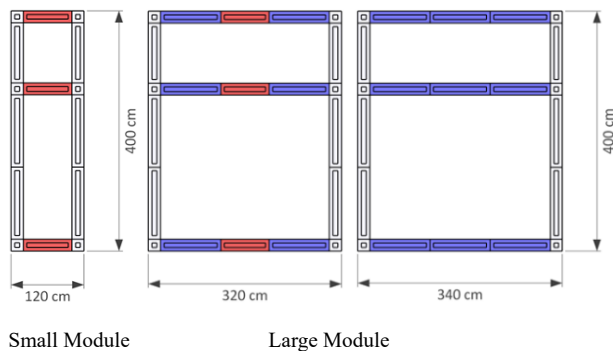 400 cm
400 cm
120 cm
320 cm
340 cm
Small Module
Large Module